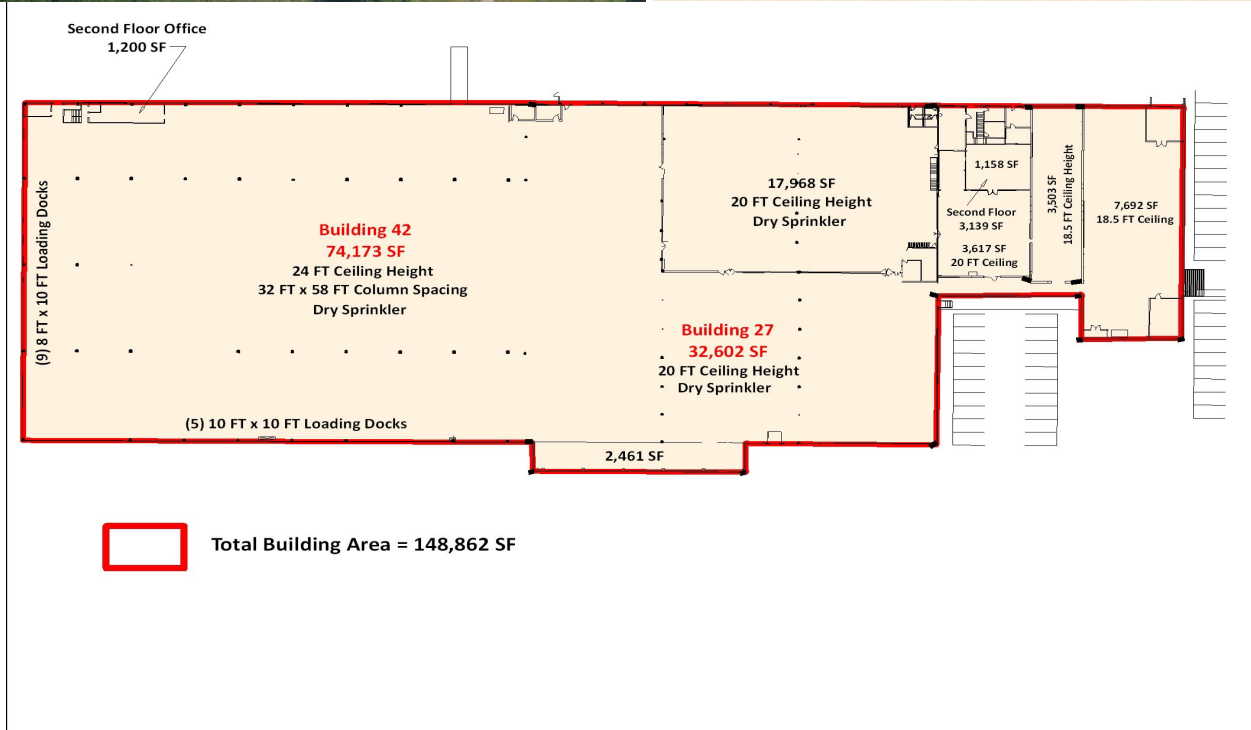 Second Floor Office
1,200 SF
(9) 8 FT x 10 FT Loading Docks
Building 42
74,173 SF
24 FT Ceiling Height
32 FT x 58 FT Column Spacing
Dry Sprinkler
(5) 10 FT x 10 FT Loading Docks
17,968 SF
20 FT Ceiling Height
Dry Sprinkler
Building 27
32,602 SF
20 FT Ceiling Height
Dry Sprinkler
2,461 SF
1,158 SF
Second Floor
3,139 SF
3,617 SF
20 FT Ceiling
3,503 SF
18.5 FT Ceiling Height
7,692 SF
18.5 FT Ceiling
Total Building Area = 148,862 SF